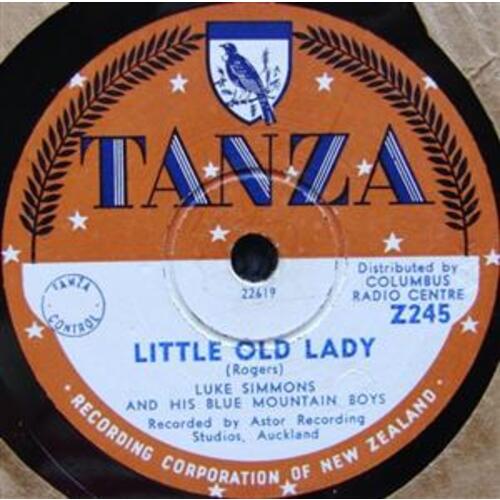 TANZA
22619
Distributed by
COLUMBUS
RADIO CENTRE
Z245
TANZA
CONTROL
LITTLE OLD LADY
(Rogers)
LUKE SIMMONS
AND HIS BLUE MOUNTAIN BOYS
Recorded by Astor Recording
Studios, Auckland
· RECORDING CORPORATION OF NEW ZEALAND ·